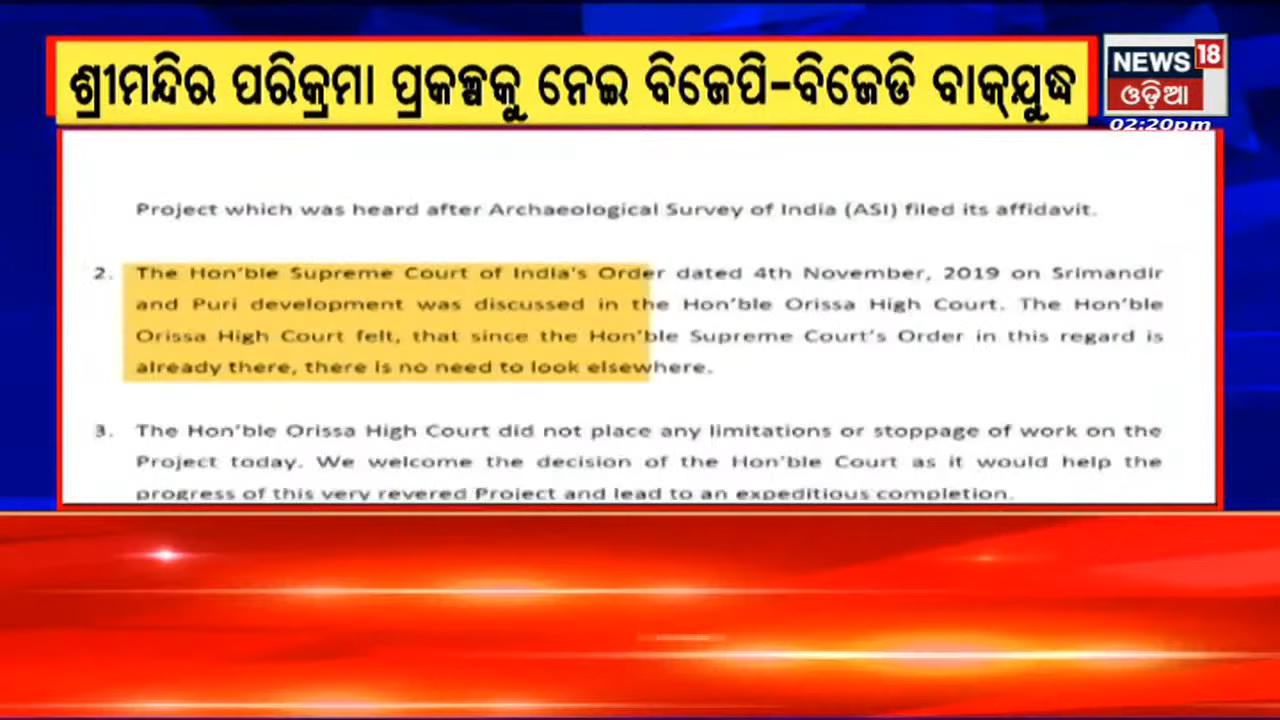 ଶ୍ରୀମନ୍ଦିର ପରିକ୍ରମା ପ୍ରକଳ୍ପକୁ ନେଇ ବିଜେପି-ବିଜେଡି ବାକ୍‌ଯୁଦ୍ଧ
NEWS 18
ଓଡ଼ିଆ
02:20pm
Project which was heard after Archaeological Survey of India (ASI) filed its affidavit.
2. The Hon'ble Supreme Court of India's Order dated 4th November, 2019 on Srimandir
and Puri development was discussed in the Hon'ble Orissa High Court. The Hon'ble
Orissa High Court felt, that since the Hon'ble Supreme Court's Order in this regard is
already there, there is no need to look elsewhere.
3. The Hon'ble Orissa High Court did not place any limitations or stoppage of work on the
Project today. We welcome the decision of the Hon'ble Court as it would help the
progress of this very revered Project and lead to an expeditious completion.